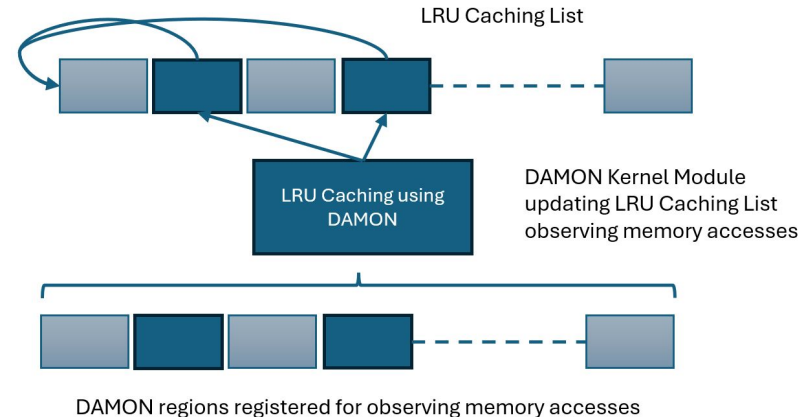 LRU Caching List
LRU Caching using
DAMON
DAMON Kernel Module
updating LRU Caching List
observing memory accesses
DAMON regions registered for observing memory accesses